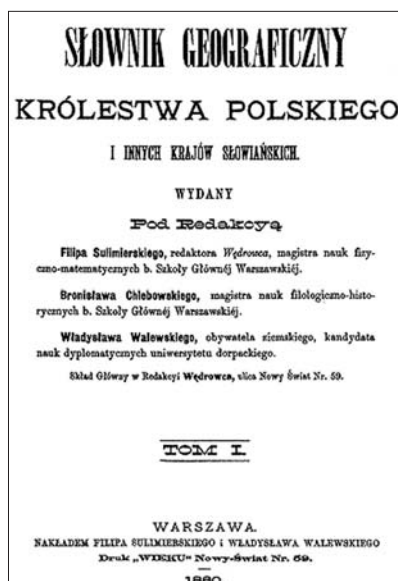 SŁOWNIK GEOGRAFICZNY
KRÓLESTWA POLSKIEGO
I INNYCH KRAJÓW SŁOWIAŃSKICH.
WYDANY
Pod Redakcyą
Filipa Sulimierskiego, redaktora Wędrowca, magistra nauk fizy-
czno-matematycznych b. Szkoły Głównéj Warszawskiéj.
Bronisława Chlebowskiego, magistra nauk filologiczno-histo-
rycznych b. Szkoły Głównéj Warszawskiéj.
Władysława Walewskiego, obywatela ziemskiego, kandydata
nauk dyplomatycznych uniwersytetu dorpackiego.
Skład Główny w Redakcyi Wędrowca, ulica Nowy Świat Nr. 59.
TOM I.
WARSZAWA.
NAKŁADEM FILIPA SULIMIERSKIEGO i WŁADYSŁAWA WALEWSKIEGO
Druk „WIEKU” Nowy-Świat Nr. 59.
1880